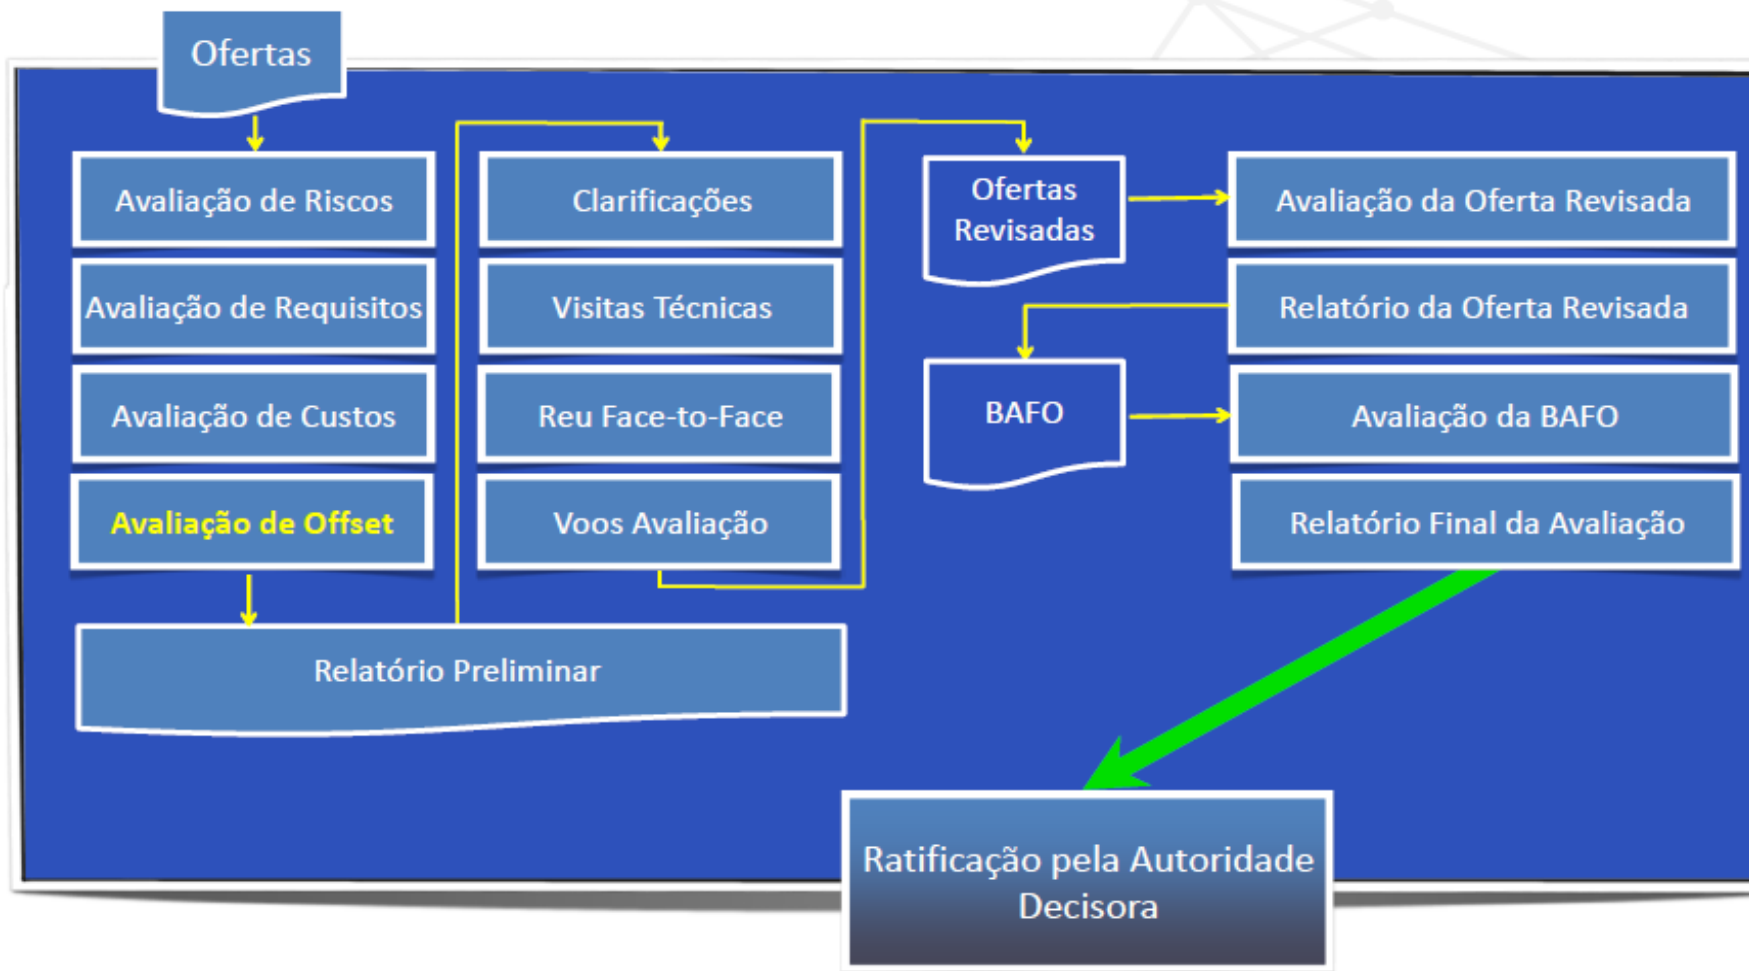 Ofertas
Avaliação de Riscos
Avaliação de Requisitos
Avaliação de Custos
Avaliação de Offset
Relatório Preliminar
Clarificações
Visitas Técnicas
Reu Face-to-Face
Voos Avaliação
Ofertas
Revisadas
BAFO
Avaliação da Oferta Revisada
Relatório da Oferta Revisada
Avaliação da BAFO
Relatório Final da Avaliação
Ratificação pela Autoridade
Decisora